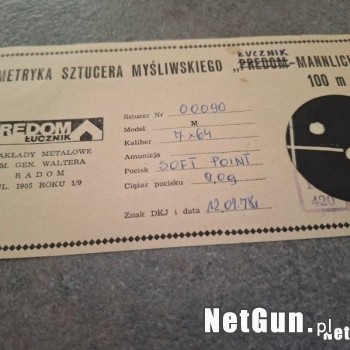 ŁUCZNIK
METRYKA SZTUCERA MYŚLIWSKIEGO „PREDOM-MANNLIC
100 m
PREDOM
ŁUCZNIK
ZAKŁADY METALOWE
IM. GEN. WALTERA
RADOM
UL. 1905 ROKU 1/9
Sztucer Nr 00090
Model M
Kaliber 7x64
Amunicja
Pocisk SOFT POINT
Ciężar pocisku 9,0g
Znak DKJ i data 12.09.78
420
NetGun.pl